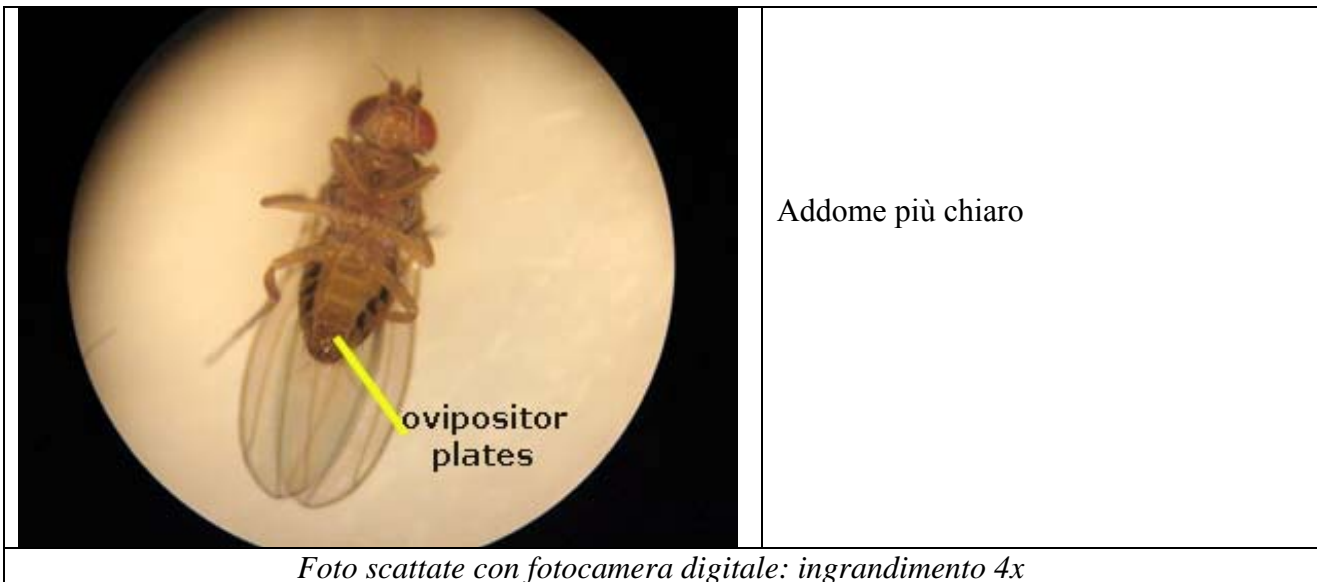 Addome più chiaro
ovipositor
plates
Foto scattate con fotocamera digitale: ingrandimento 4x